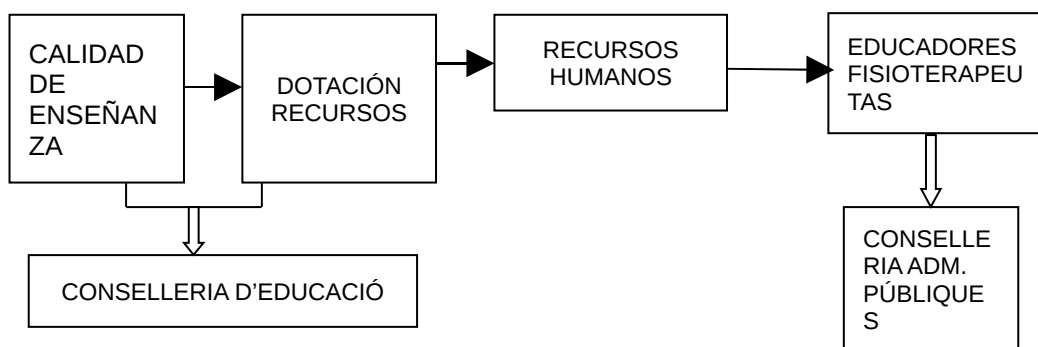 CALIDAD
DE
ENSEÑAN
ZA
DOTACIÓN
RECURSOS
RECURSOS
HUMANOS
EDUCADORES
FISIOTERAPEU
TAS
CONSELLERIA D’EDUCACIÓ
CONSELLE
RIA ADM.
PÚBLIQUE
S